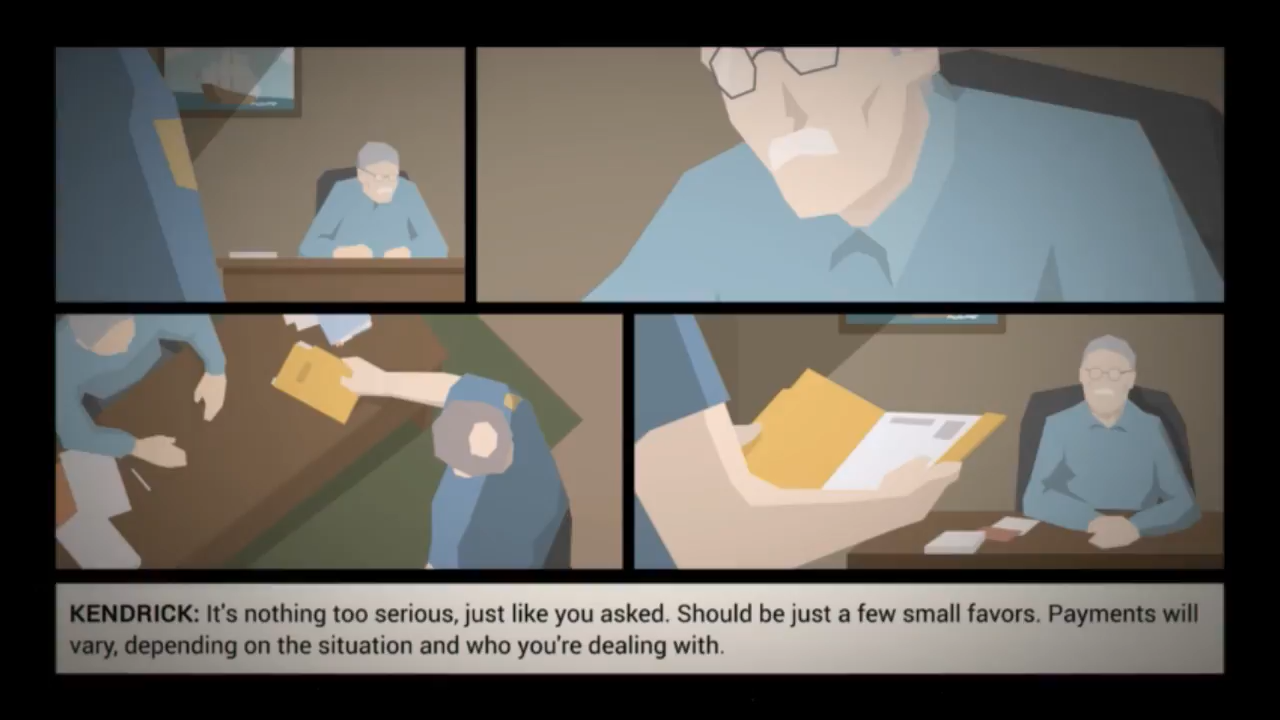 KENDRICK: It's nothing too serious, just like you asked. Should be just a few small favors. Payments will
vary, depending on the situation and who you're dealing with.